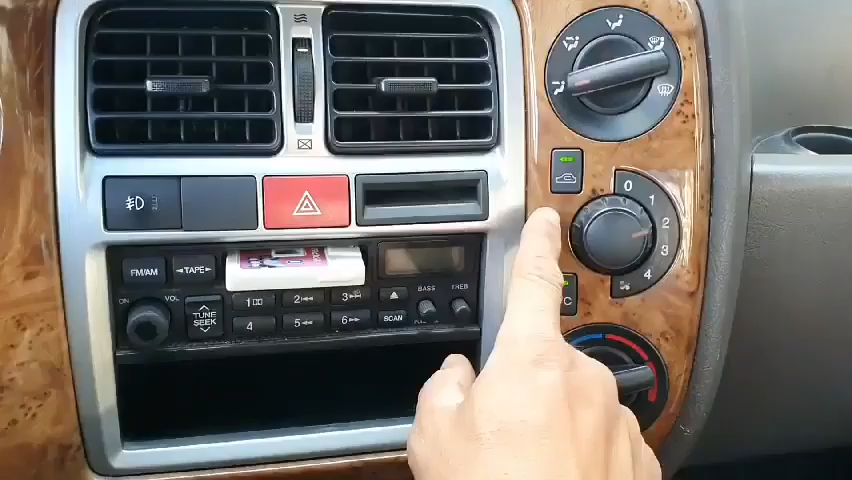 0
1
2
3
4
FM/AM
TAPE
ON
VOL
TUNE
SEEK
1
2
3
4
5
6
SCAN
BASS
TREB
C